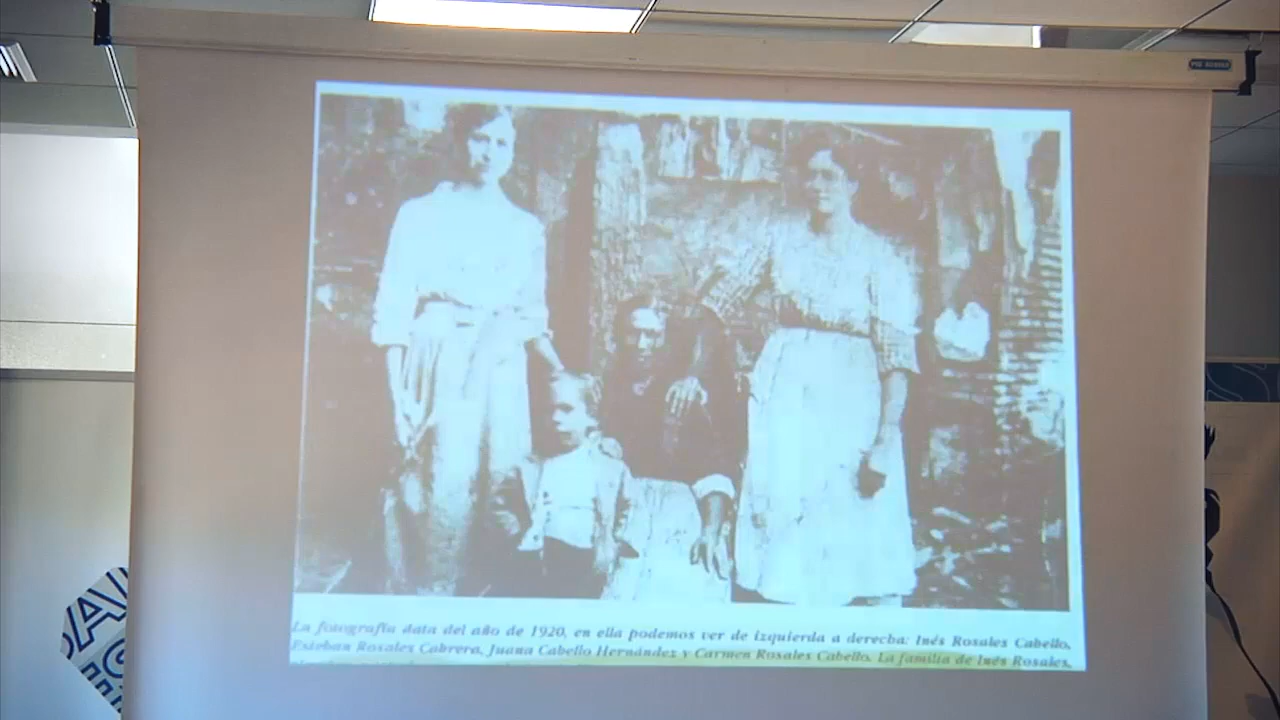 La fotografía data del año de 1920, en ella podemos ver de izquierda a derecha: Inés Rosales Cabello,
Esteban Rosales Cabrera, Juana Cabello Hernández y Carmen Rosales Cabello. La familia de Inés Rosales,